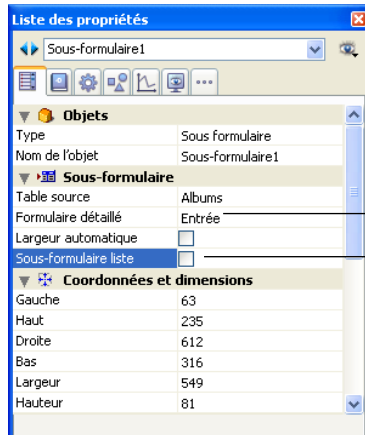 Liste des propriétés
Sous-formulaire1
Objets
Type Sous formulaire
Nom de l'objet Sous-formulaire1
Sous-formulaire
Table source Albums
Formulaire détaillé Entrée
Largeur automatique
Sous-formulaire liste
Coordonnées et dimensions
Gauche 63
Haut 235
Droite 612
Bas 316
Largeur 549
Hauteur 81